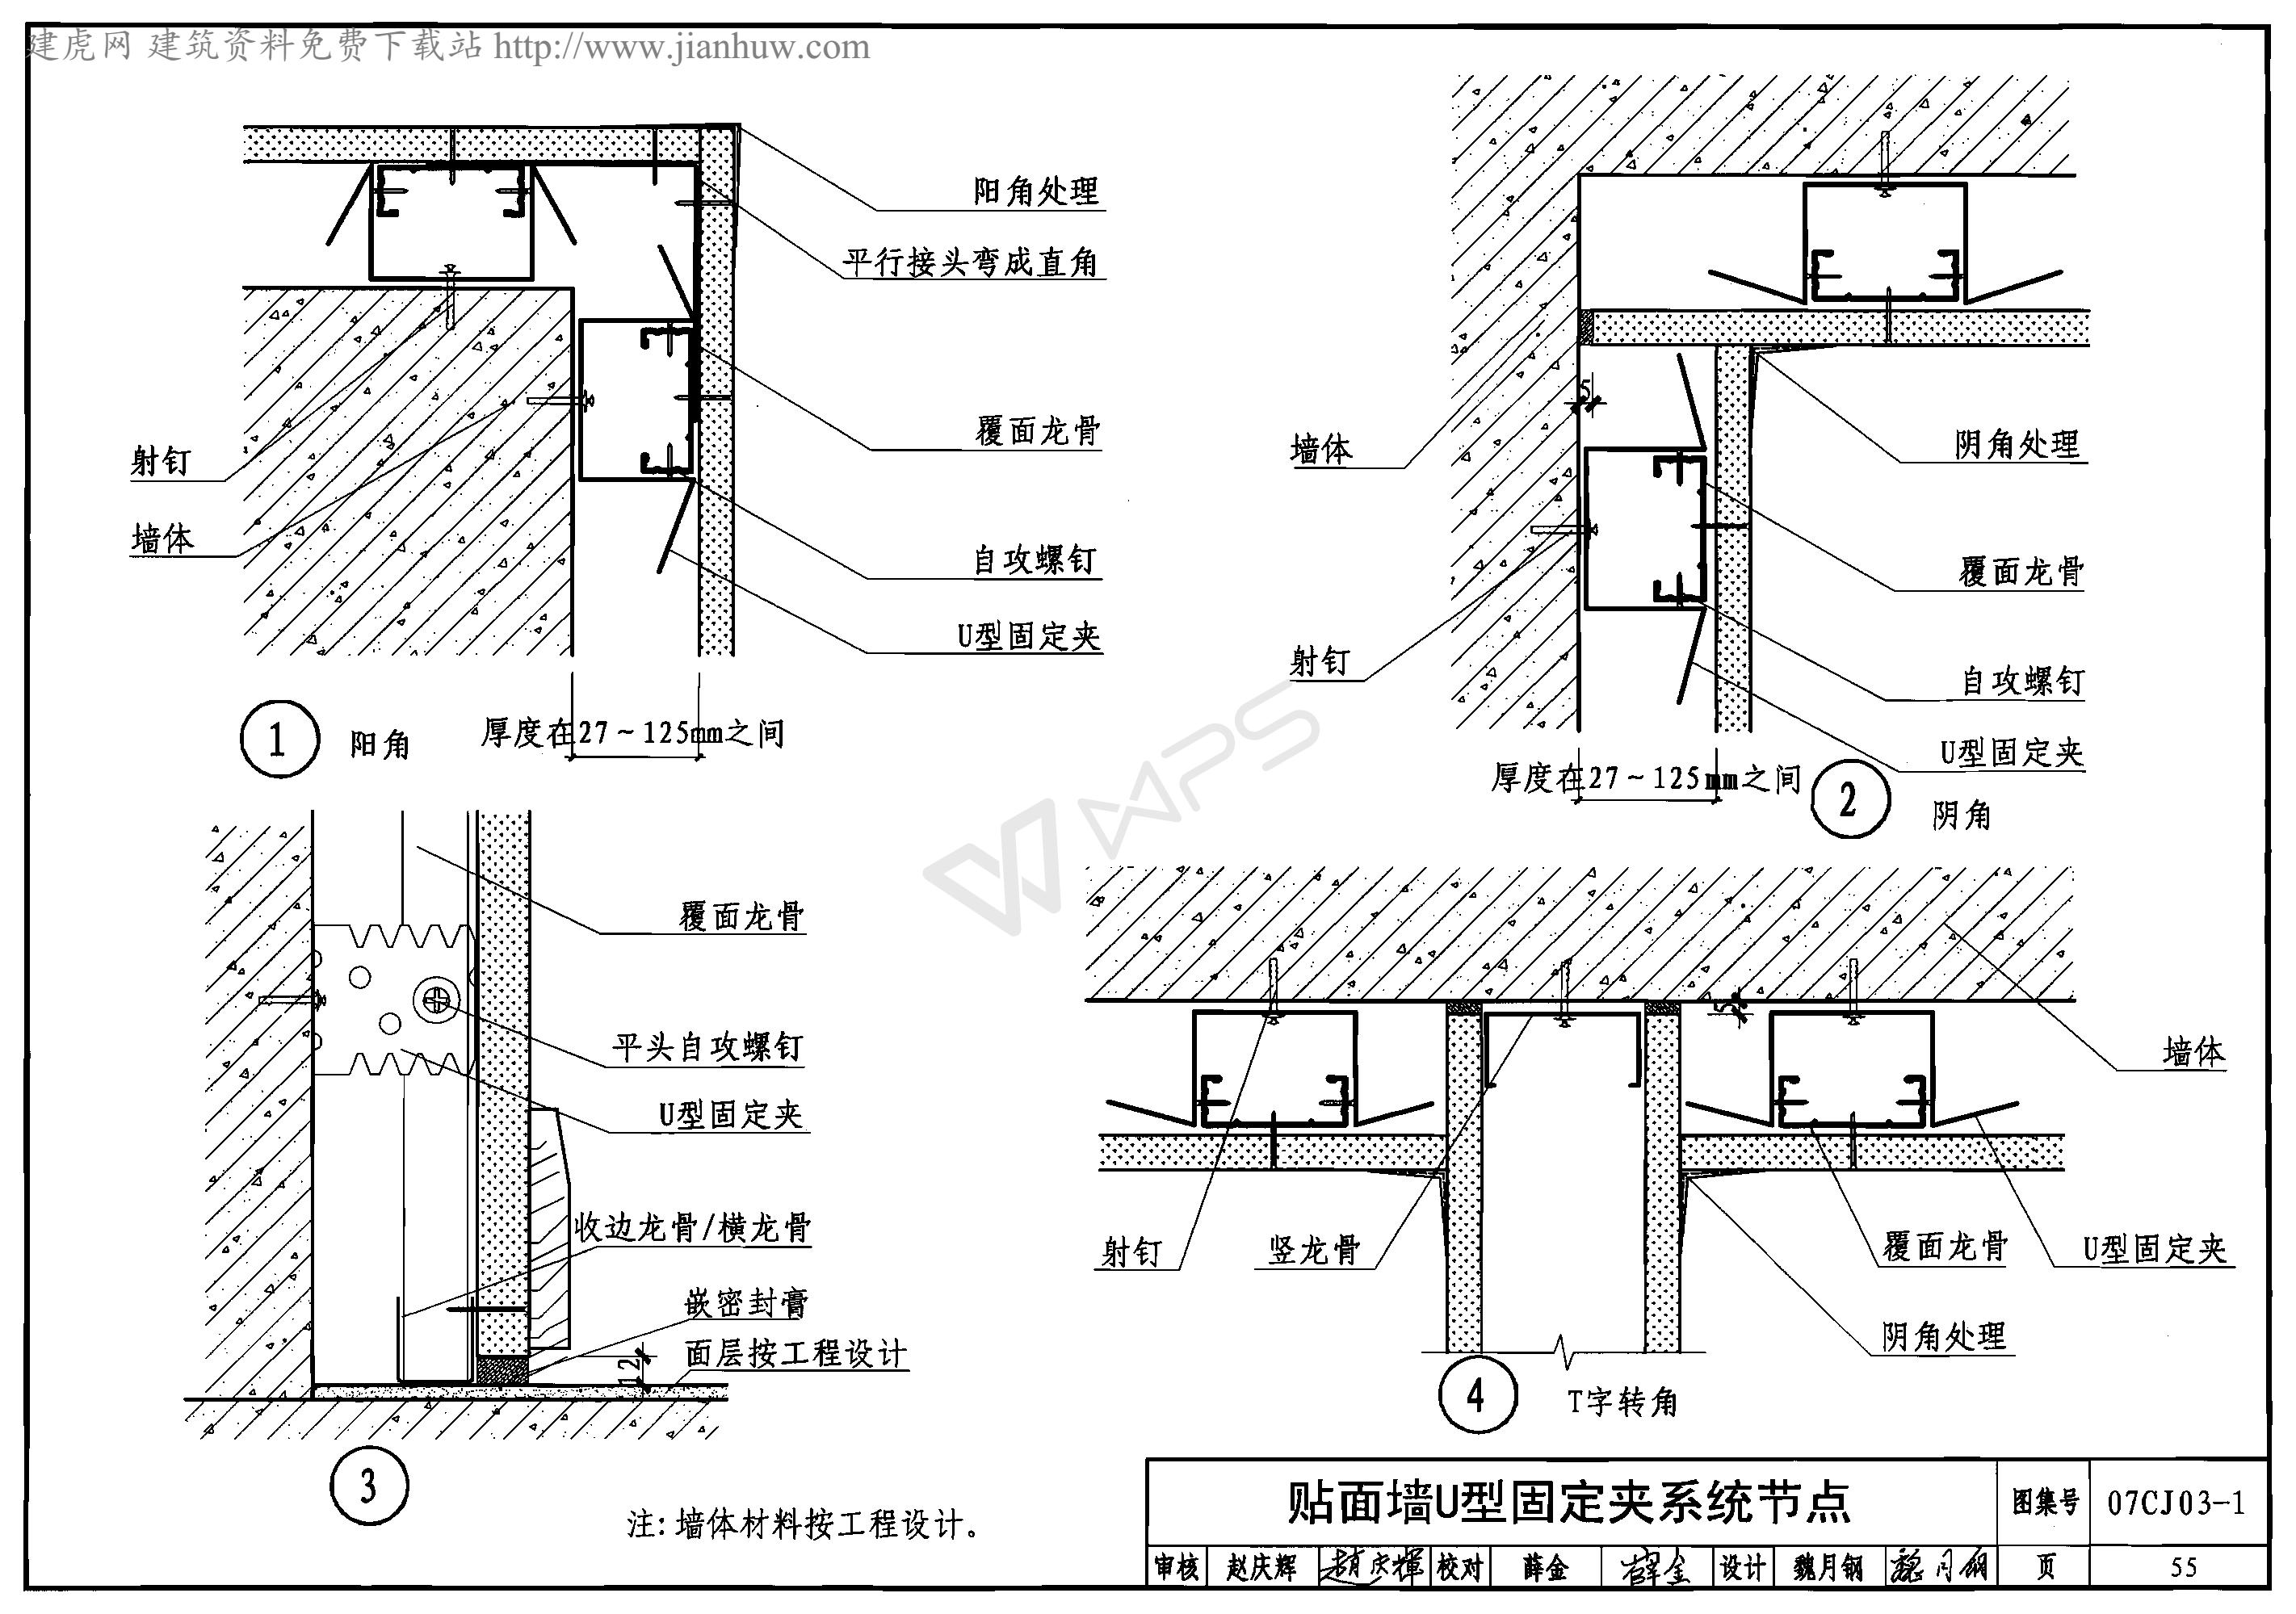 建虎网 建筑资料免费下载站 http://www.jianhuw.com
阳角处理
平行接头弯成直角
覆面龙骨
射钉
墙体
自攻螺钉
U型固定夹
1
阳角
厚度在27~125mm之间
5
墙体
阴角处理
覆面龙骨
射钉
自攻螺钉
U型固定夹
厚度在27~125mm之间
2
阴角
WPS
覆面龙骨
平头自攻螺钉
U型固定夹
收边龙骨/横龙骨
嵌密封膏
面层按工程设计
12
3
5
墙体
射钉
竖龙骨
覆面龙骨
U型固定夹
阴角处理
4
T字转角
注:墙体材料按工程设计。
贴面墙U型固定夹系统节点
图集号
07CJ03-1
审核 赵庆辉 趙庆輝 校对 薛金 薛金 设计 魏月钢 魏月钢 页 55